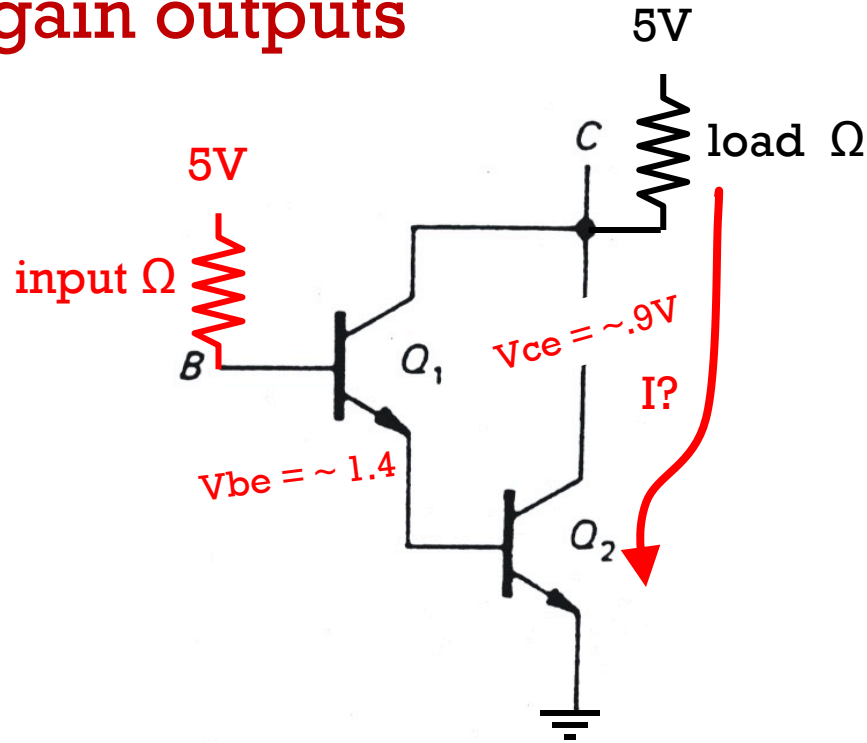 gain outputs
5V
C
load Ω
5V
input Ω
Vce = ~.9V
B
Q1
I?
Vbe = ~ 1.4
Q2